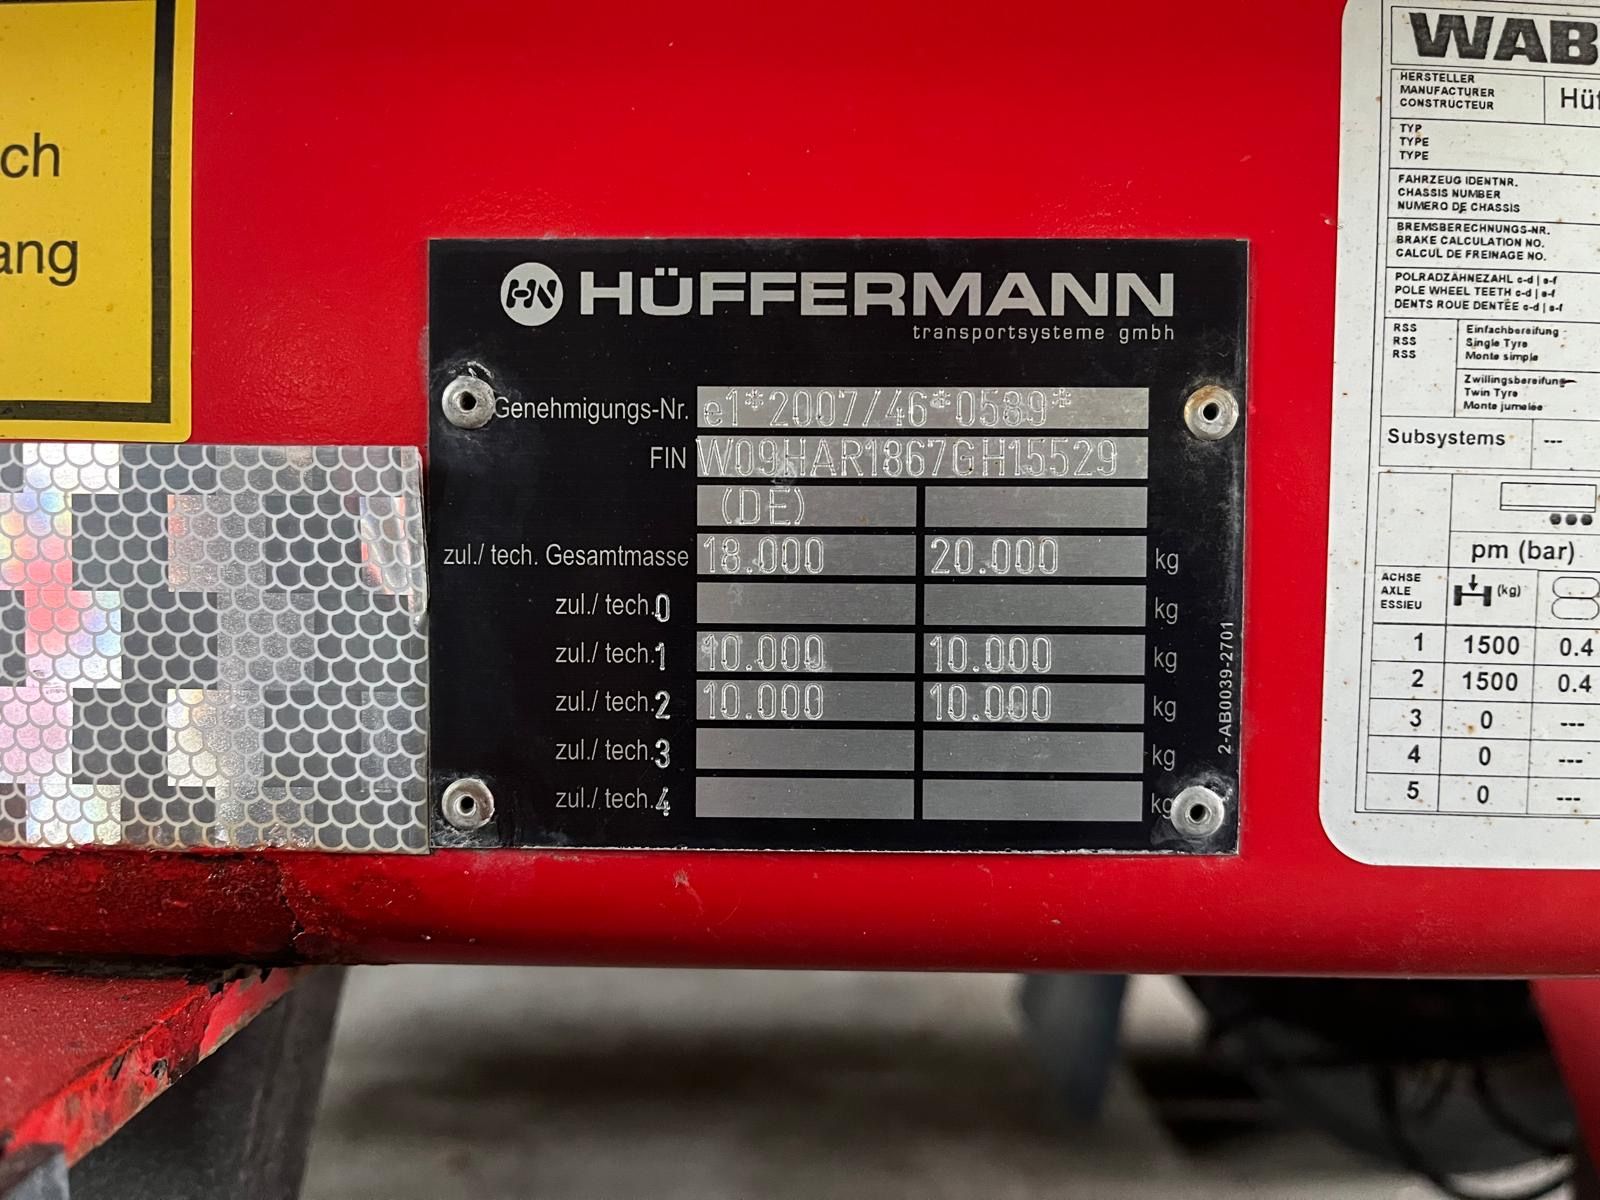 ch
ang
HN HÜFFERMANN
transportsysteme gmbh
Genehmigungs-Nr. e1*2007/46*0589*
FIN W09HAR1867GH15529
(DE)
zul./ tech. Gesamtmasse 18.000 20.000 kg
zul./ tech.0 kg
zul./ tech.1 10.000 10.000 kg
zul./ tech.2 10.000 10.000 kg
zul./ tech.3 kg
zul./ tech.4 kg
2-AB0039-2701
WAB
HERSTELLER
MANUFACTURER
CONSTRUCTEUR
Hüf
TYP
TYPE
TYPE
FAHRZEUG IDENTNR.
CHASSIS NUMBER
NUMERO DE CHASSIS
BREMSBERECHNUNGS-NR.
BRAKE CALCULATION NO.
CALCUL DE FREINAGE NO.
POLRADZÄHNEZAHL c-d | e-f
POLE WHEEL TEETH c-d | e-f
DENTS ROUE DENTÉE c-d | e-f
RSS
RSS
RSS
Einfachbereifung
Single Tyre
Monte simple
Zwillingsbereifung
Twin Tyre
Monte jumelée
Subsystems ---
pm (bar)
ACHSE
AXLE
ESSIEU
(kg)
1 1500 0.4
2 1500 0.4
3 0 ---
4 0 ---
5 0 ---